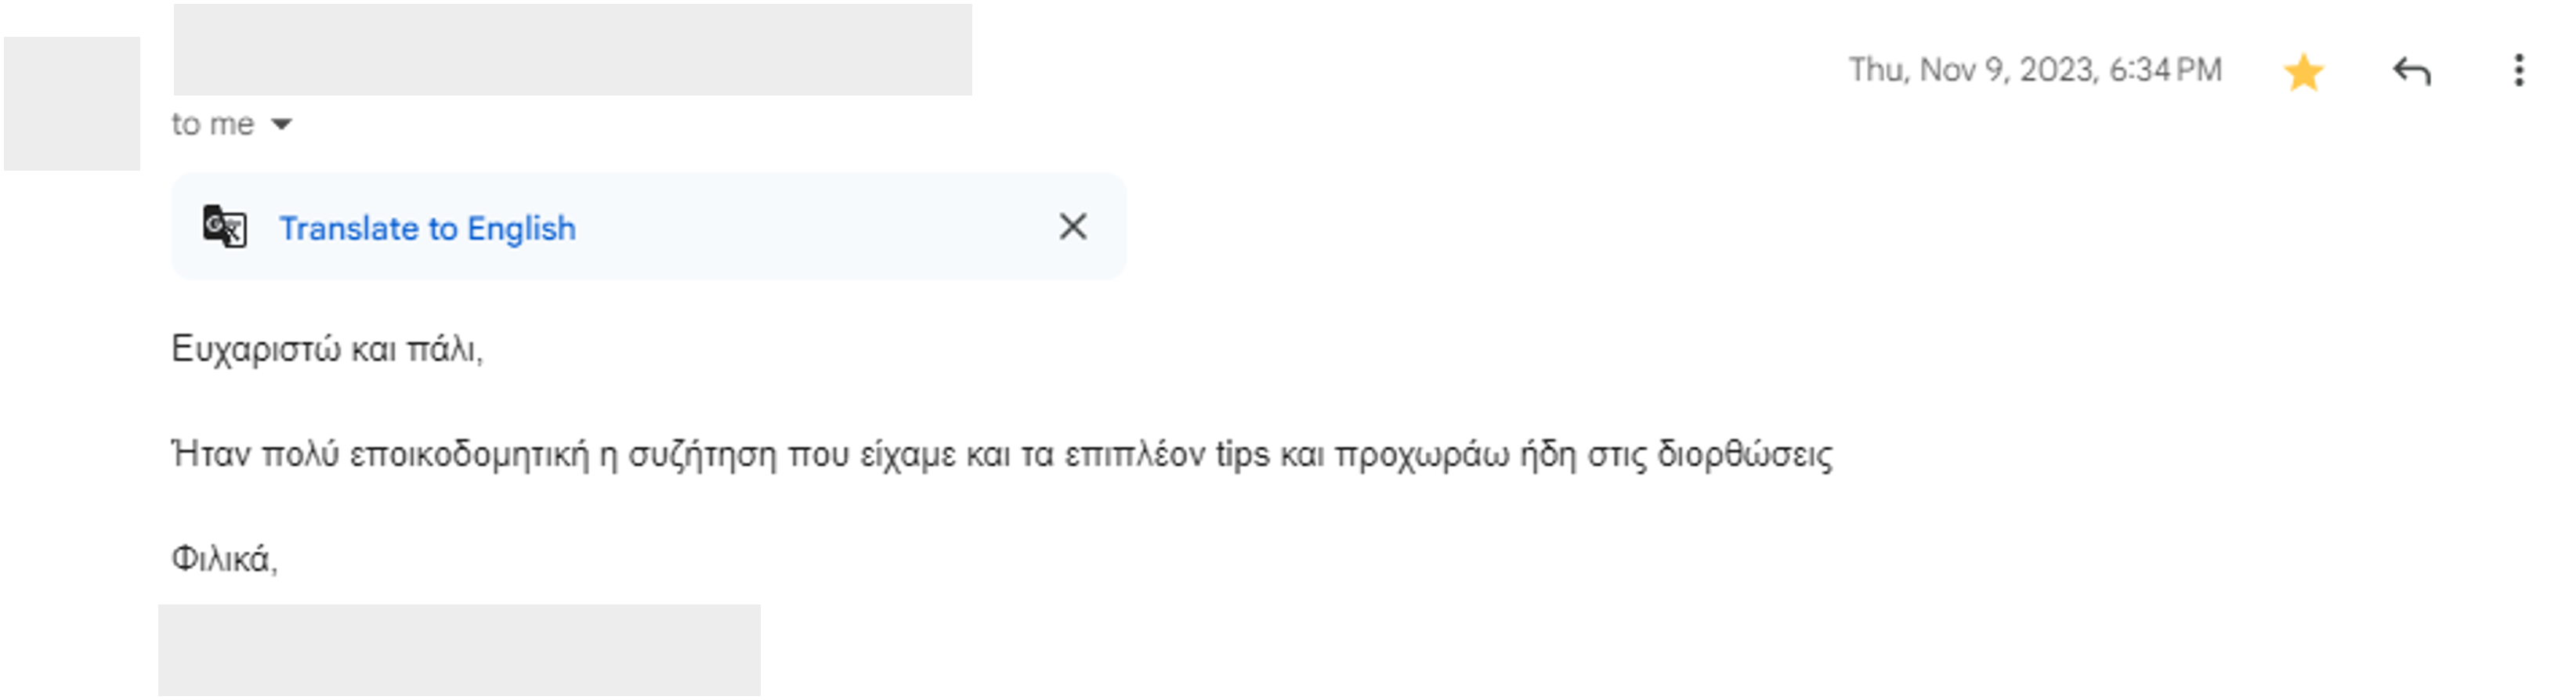 Thu, Nov 9, 2023, 6:34 PM
to me
Translate to English
Ευχαριστώ και πάλι,
Ήταν πολύ εποικοδομητική η συζήτηση που είχαμε και τα επιπλέον tips και προχωράω ήδη στις διορθώσεις
Φιλικά,